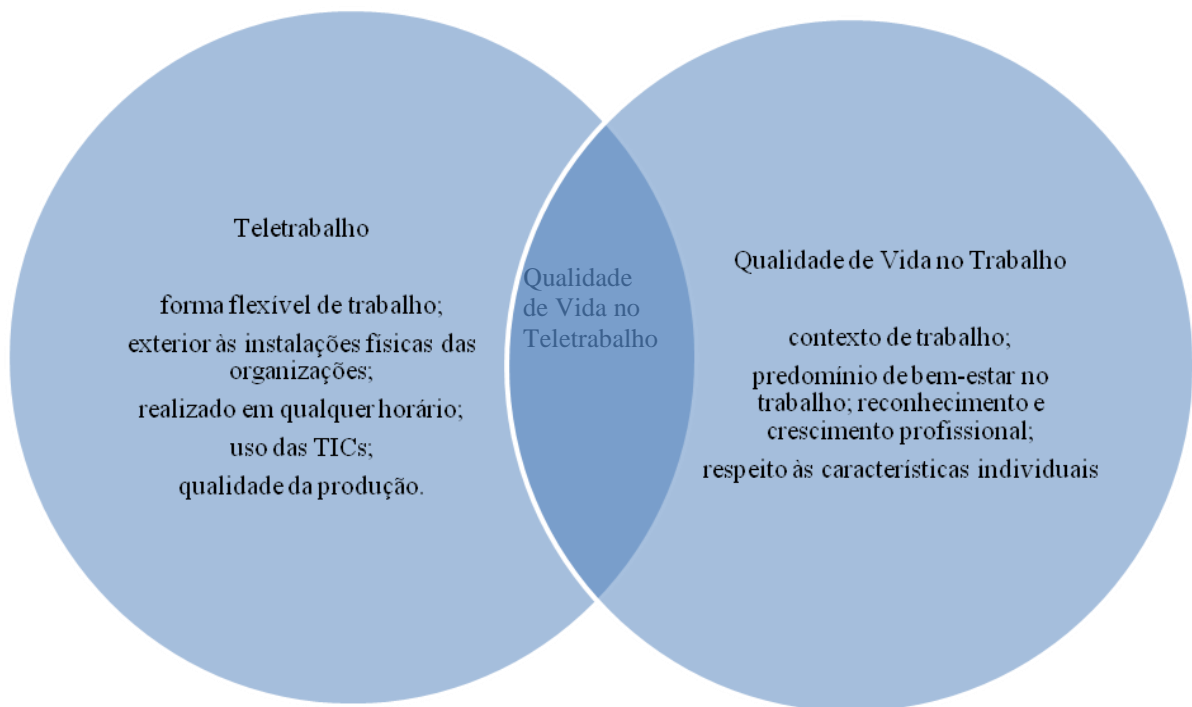 Teletrabalho
forma flexível de trabalho;
exterior às instalações físicas das
organizações;
realizado em qualquer horário;
uso das TICs;
qualidade da produção.
Qualidade
de Vida no
Teletrabalho
Qualidade de Vida no Trabalho
contexto de trabalho;
predomínio de bem-estar no
trabalho; reconhecimento e
crescimento profissional;
respeito às características individuais